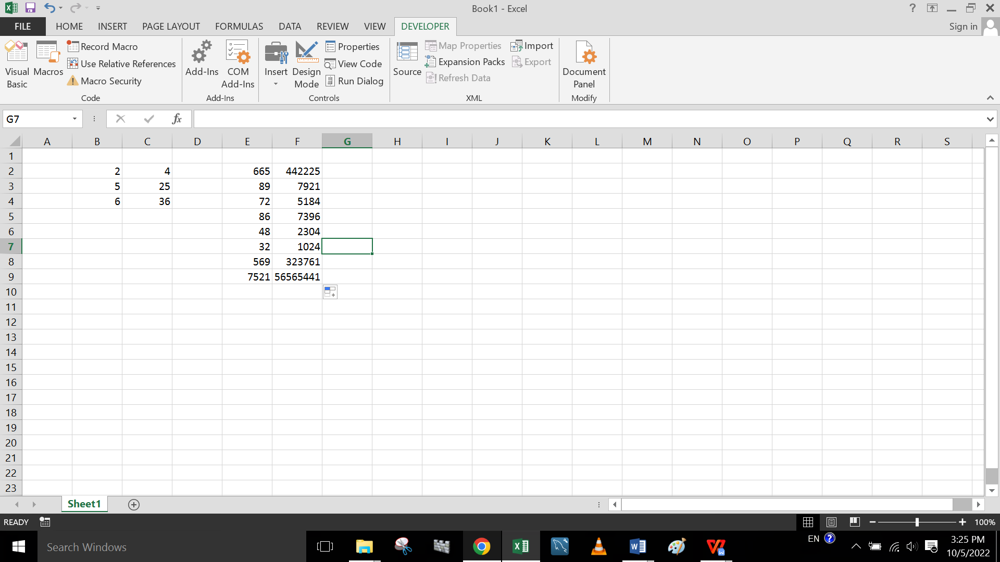 Book1 - Excel
?
FILE HOME INSERT PAGE LAYOUT FORMULAS DATA REVIEW VIEW DEVELOPER Sign in
Visual Basic
Macros
Record Macro
Use Relative References
Macro Security
Code
Add-Ins
COM Add-Ins
Add-Ins
Insert
Design Mode
Properties
View Code
Run Dialog
Controls
Source
Map Properties
Expansion Packs
Refresh Data
Import
Export
XML
Document Panel
Modify
G7 fx
A B C D E F G H I J K L M N O P Q R S
1
2 2 4 665 442225
3 5 25 89 7921
4 6 36 72 5184
5 86 7396
6 48 2304
7 32 1024
8 569 323761
9 7521 56565441
10
11
12
13
14
15
16
17
18
19
20
21
22
23
Sheet1
READY 100%
Search Windows
EN ?
3:25 PM
10/5/2022